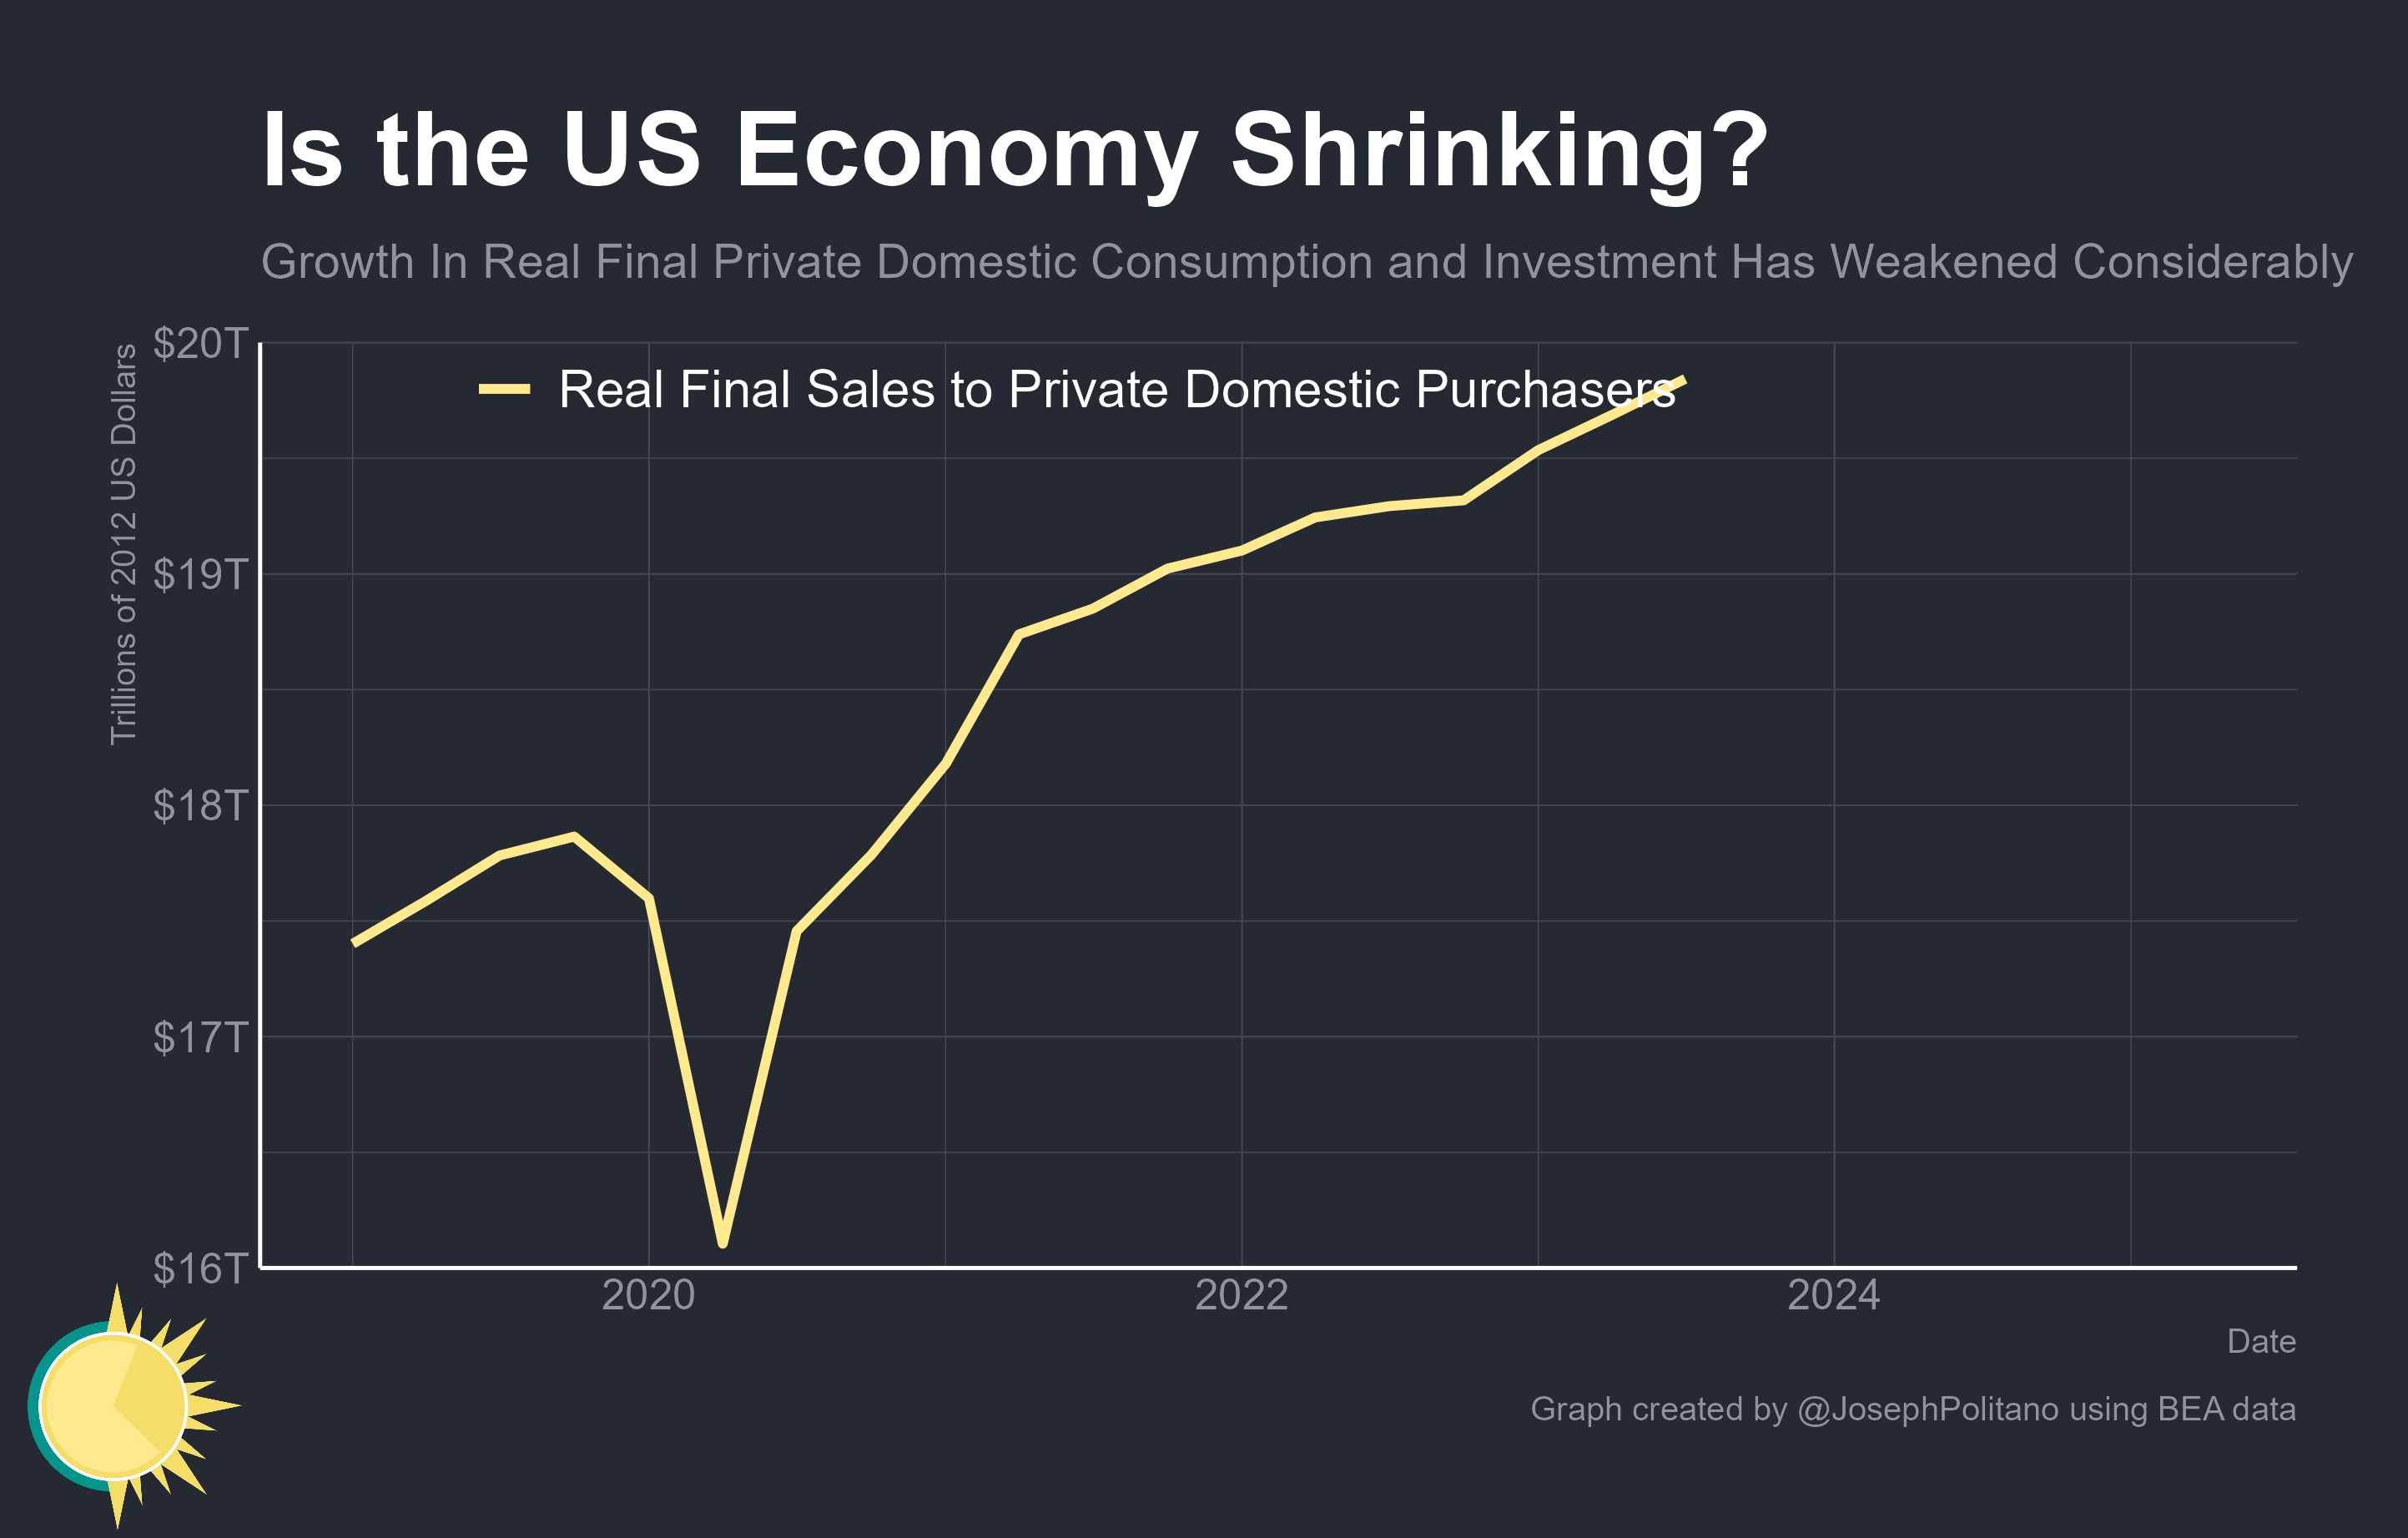 Is the US Economy Shrinking?
Growth In Real Final Private Domestic Consumption and Investment Has Weakened Considerably
Trillions of 2012 US Dollars
$20T
$19T
$18T
$17T
$16T
Real Final Sales to Private Domestic Purchasers
2020
2022
2024
Date
Graph created by @JosephPolitano using BEA data